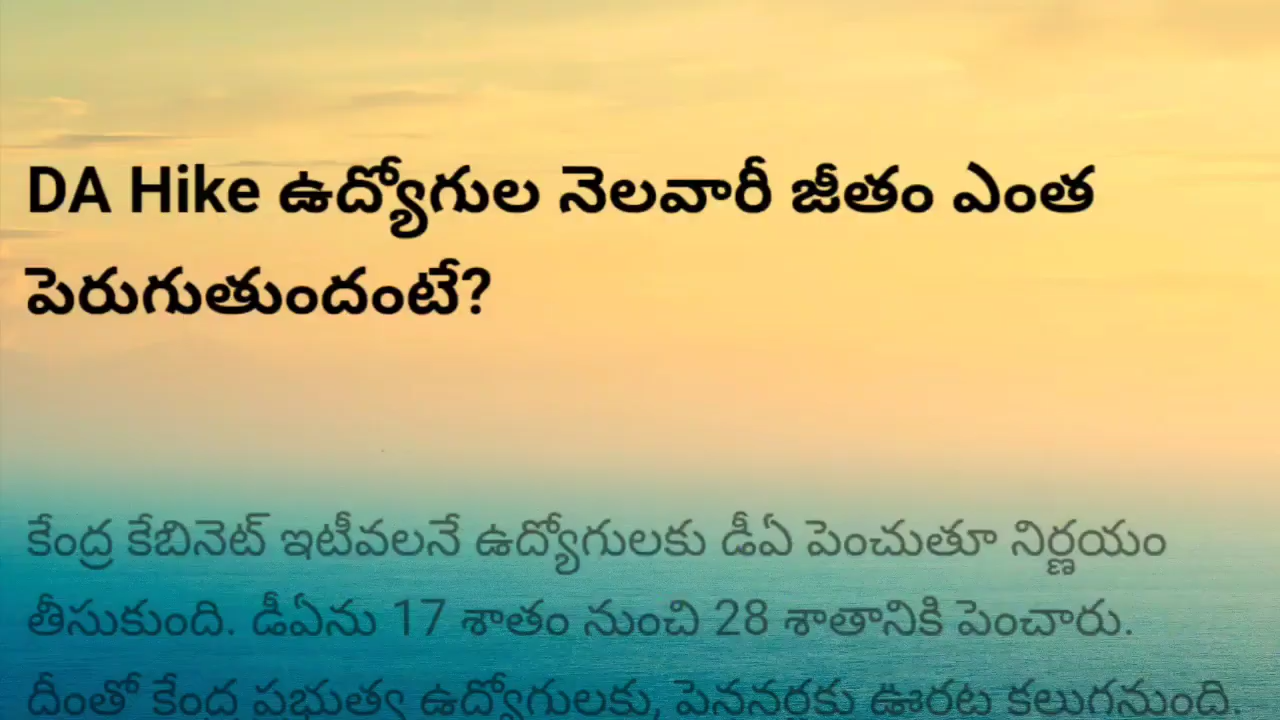 DA Hike ఉద్యోగుల నెలవారీ జీతం ఎంత
పెరుగుతుందంటే?
కేంద్ర కేబినెట్ ఇటీవలనే ఉద్యోగులకు డీఏ పెంచుతూ నిర్ణయం
తీసుకుంది. డీఏను 17 శాతం నుంచి 28 శాతానికి పెంచారు.
దీంతో కేంద్ర ప్రభుత్వ ఉద్యోగులకు, పెన్షనర్లకు ఊరట కలుగనుంది.